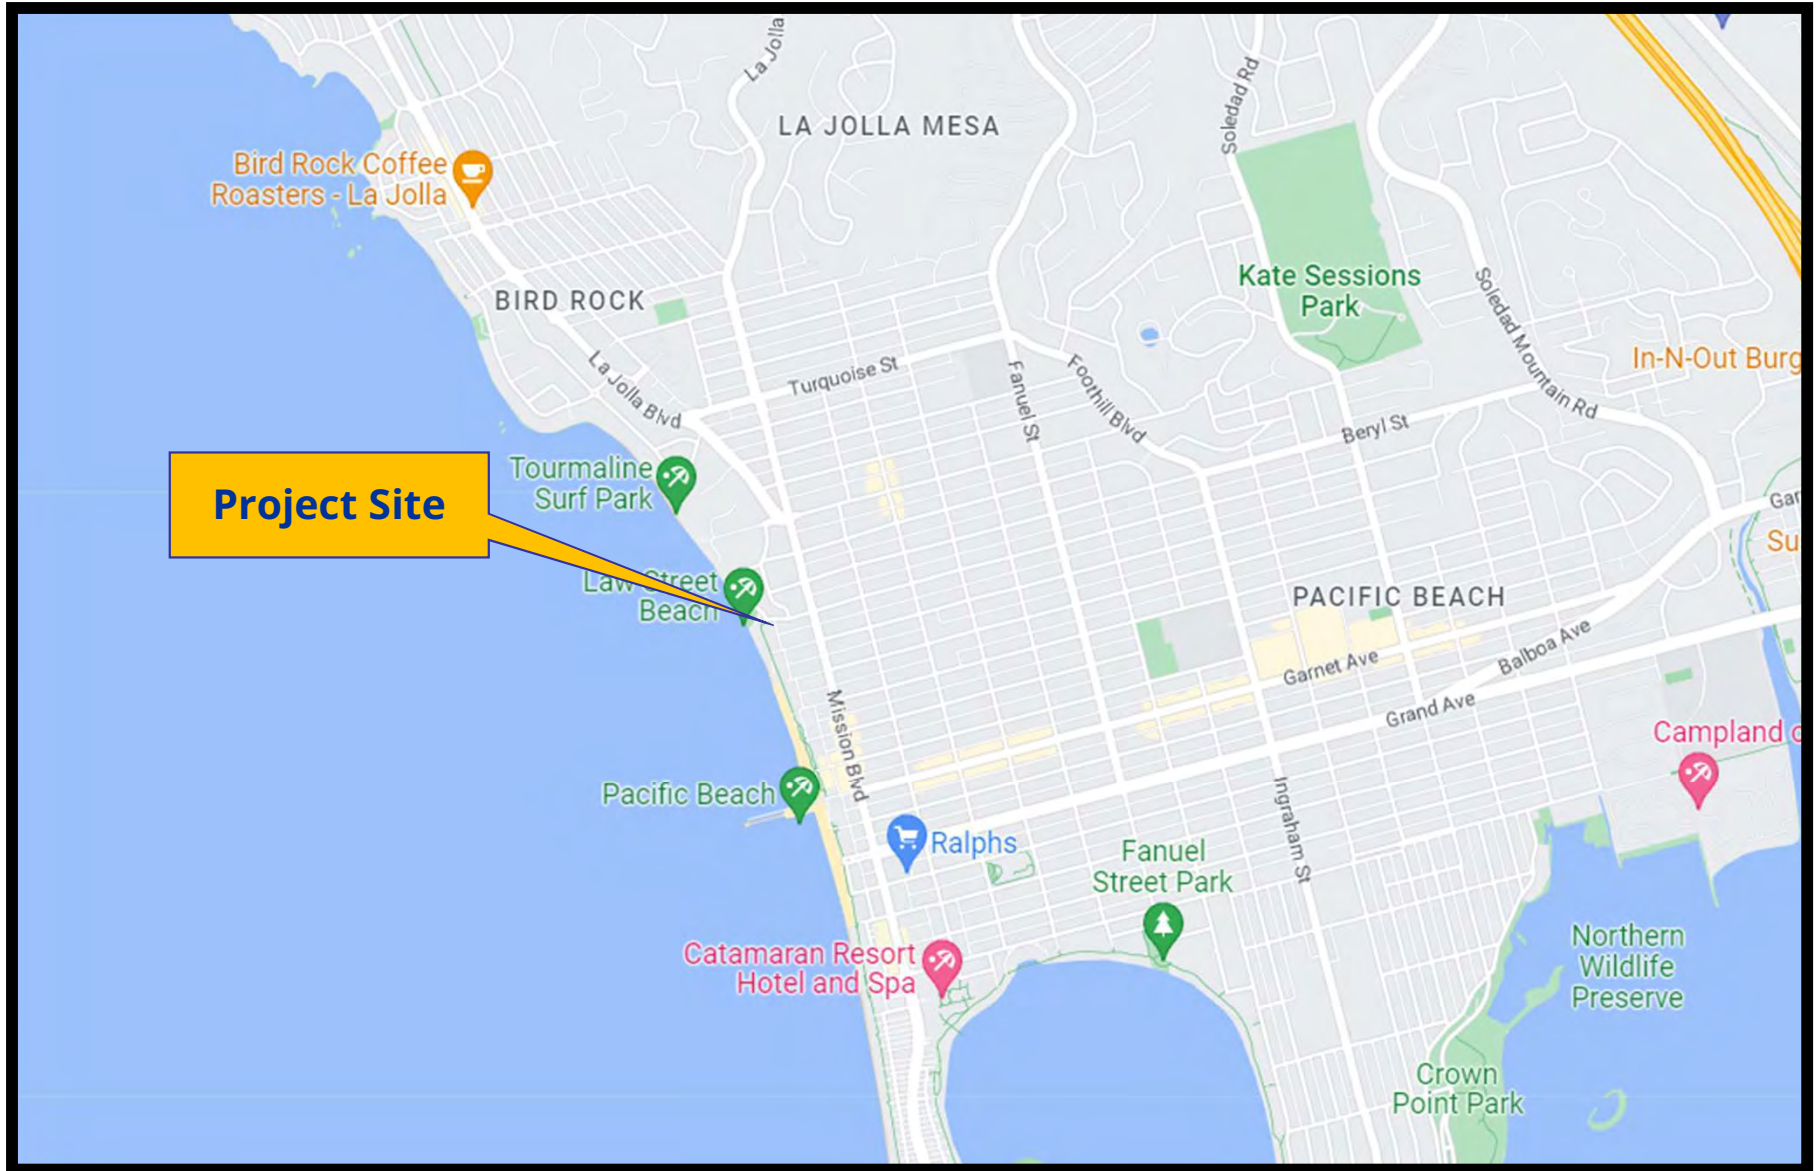 La Jolla
LA JOLLA MESA
Soledad Rd
Bird Rock Coffee
Roasters - La Jolla
BIRD ROCK
Kate Sessions
Park
Soledad Mountain Rd
In-N-Out Burg
La Jolla Blvd
Turquoise St
Fanuel St
Foothill Blvd
Beryl St
Tourmaline
Surf Park
Project Site
Gar
Su
Law Street
Beach
PACIFIC BEACH
Garnet Ave
Balboa Ave
Grand Ave
Mission Blvd
Campland o
Pacific Beach
Ralphs
Ingraham St
Fanuel
Street Park
Catamaran Resort
Hotel and Spa
Northern
Wildlife
Preserve
Crown
Point Park